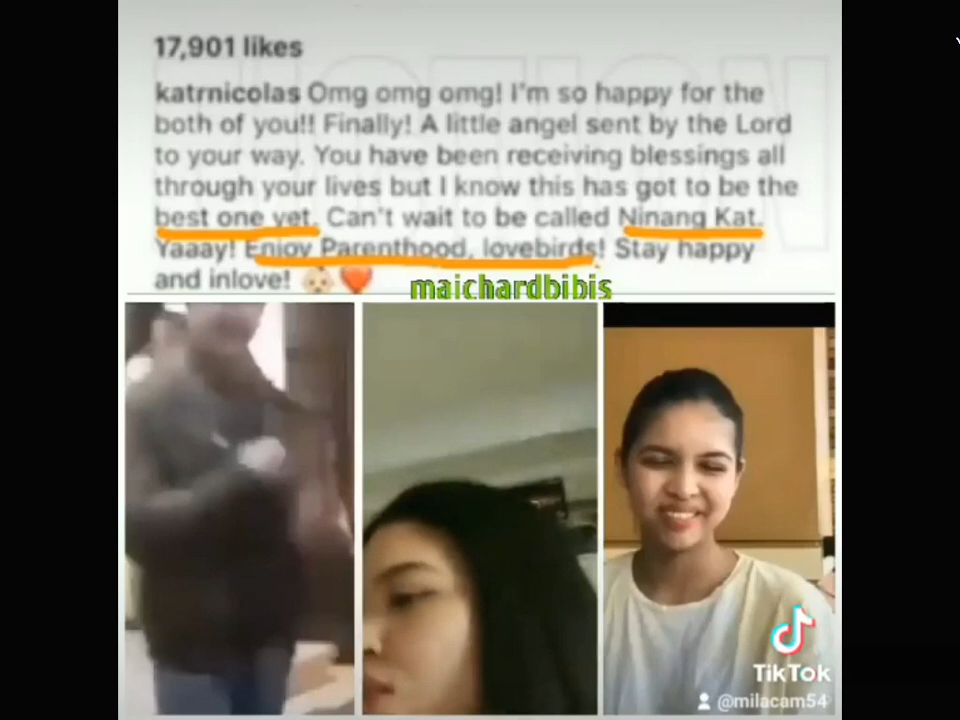 17,901 likes
katrnicolas Omg omg omg! I'm so happy for the
both of you!! Finally! A little angel sent by the Lord
to your way. You have been receiving blessings all
through your lives but I know this has got to be the
best one yet. Can't wait to be called Ninang Kat.
Yaaay! Enjoy Parenthood, lovebirds! Stay happy
and inlove! 👶🏻❤️
maichardbibis
TikTok
@milacam54